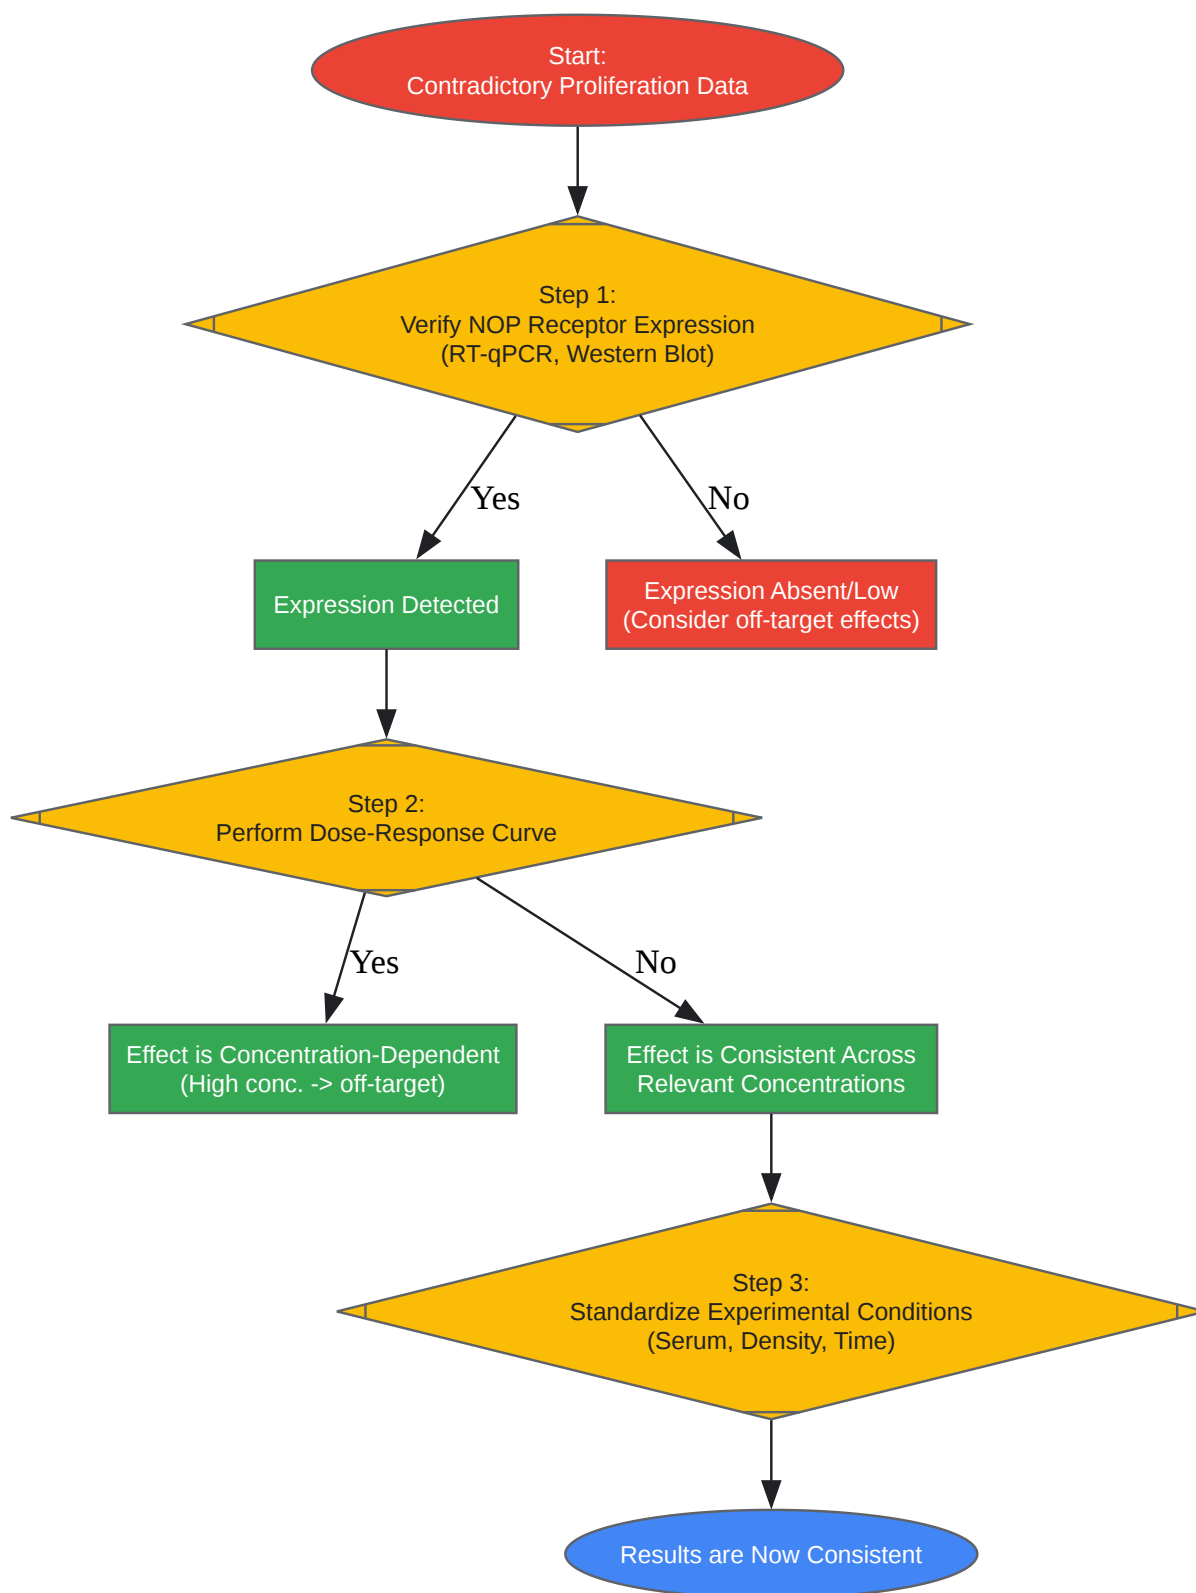 Start:
Contradictory Proliferation Data
Step 1:
Verify NOP Receptor Expression
(RT-qPCR, Western Blot)
Yes
No
Expression Detected
Expression Absent/Low
(Consider off-target effects)
Step 2:
Perform Dose-Response Curve
Yes
No
Effect is Concentration-Dependent
(High conc. -> off-target)
Effect is Consistent Across
Relevant Concentrations
Step 3:
Standardize Experimental Conditions
(Serum, Density, Time)
Results are Now Consistent